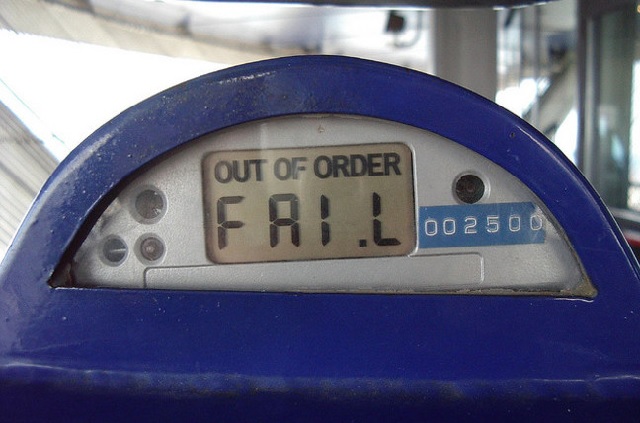 OUT OF ORDER
FAI.L
002500